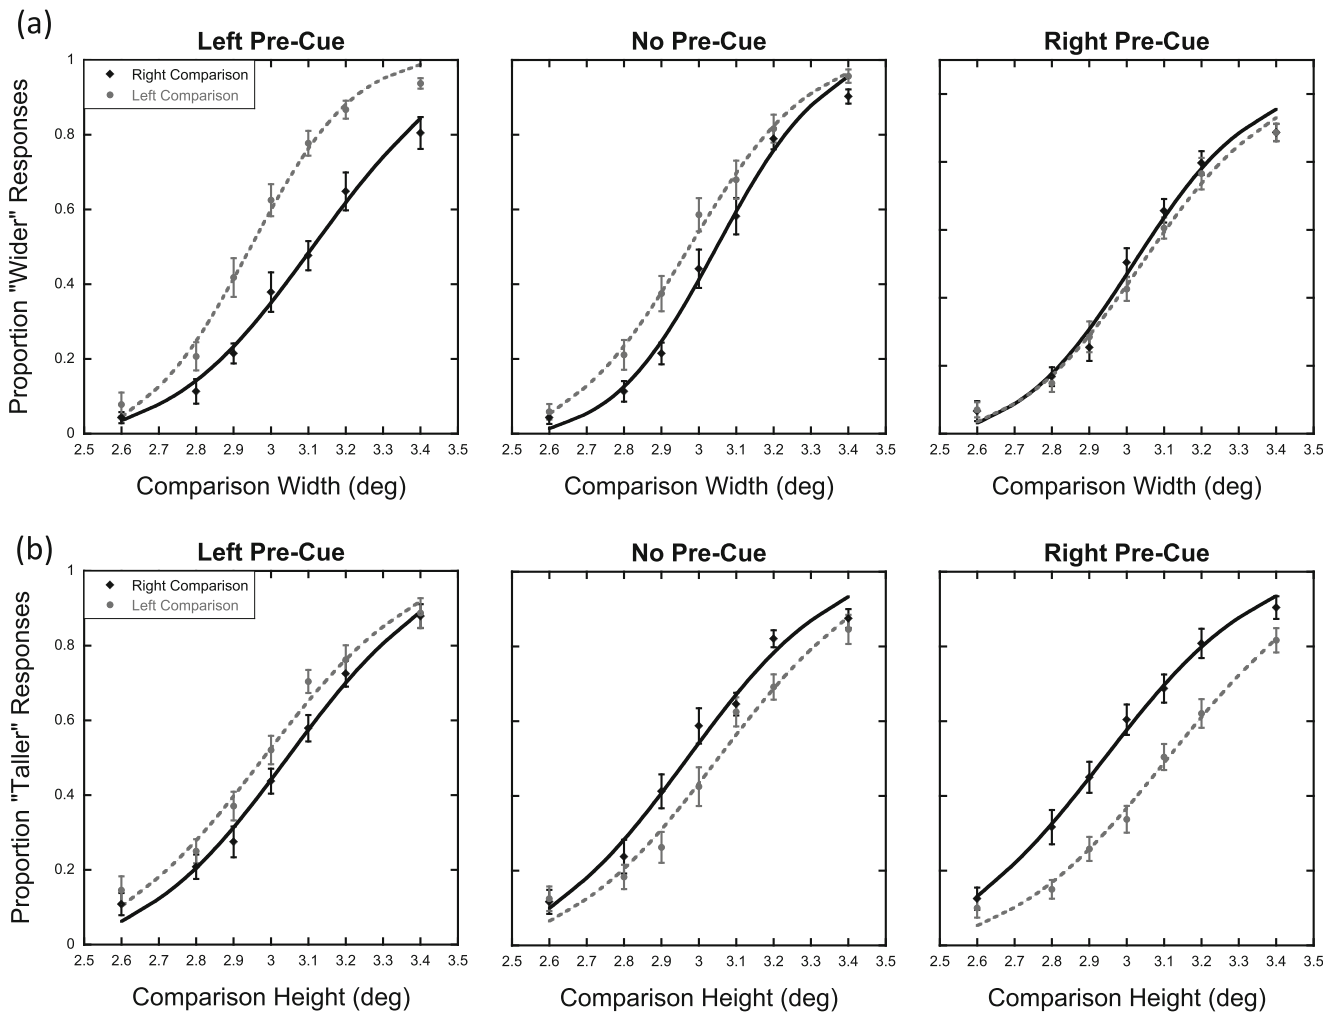 (a)
Left Pre-Cue No Pre-Cue Right Pre-Cue
Proportion "Wider" Responses
1
0.8
0.6
0.4
0.2
0
Right Comparison
Left Comparison
2.5 2.6 2.7 2.8 2.9 3 3.1 3.2 3.3 3.4 3.5 2.5 2.6 2.7 2.8 2.9 3 3.1 3.2 3.3 3.4 3.5 2.5 2.6 2.7 2.8 2.9 3 3.1 3.2 3.3 3.4 3.5
Comparison Width (deg) Comparison Width (deg) Comparison Width (deg)
(b)
Left Pre-Cue No Pre-Cue Right Pre-Cue
Proportion "Taller" Responses
1
0.8
0.6
0.4
0.2
0
Right Comparison
Left Comparison
2.5 2.6 2.7 2.8 2.9 3 3.1 3.2 3.3 3.4 3.5 2.5 2.6 2.7 2.8 2.9 3 3.1 3.2 3.3 3.4 3.5 2.5 2.6 2.7 2.8 2.9 3 3.1 3.2 3.3 3.4 3.5
Comparison Height (deg) Comparison Height (deg) Comparison Height (deg)